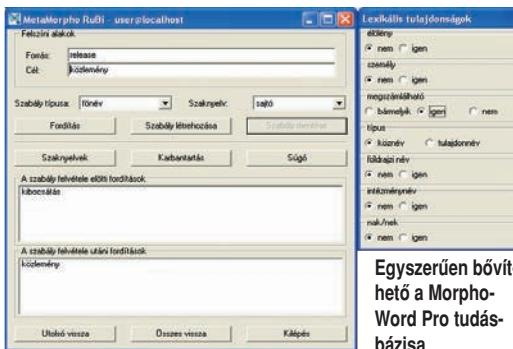 MetaMorpho RuBi - user@localhost
Felszíni alakok
Forrás: release
Cél: közlemény
Szabály típusa: főnév Szaknyelv: sajtó
Fordítás Szabály létrehozása Szabály mentése
Szaknyelvek Karbantartás Súgó
A szabály felvétele előtti fordítások
kibocsátás
A szabály felvétele utáni fordítások
közlemény
Utolsó vissza Összes vissza Kilépés
Lexikális tulajdonságok
élőlény
nem igen
személy
nem igen
megszámlálható
bármelyik igen nem
típus
köznév tulajdonnév
földrajzi név
nem igen
intézménynév
nem igen
nak/nek
nem igen
Egyszerűen bővít-
hető a Morpho-
Word Pro tudás-
bázisa